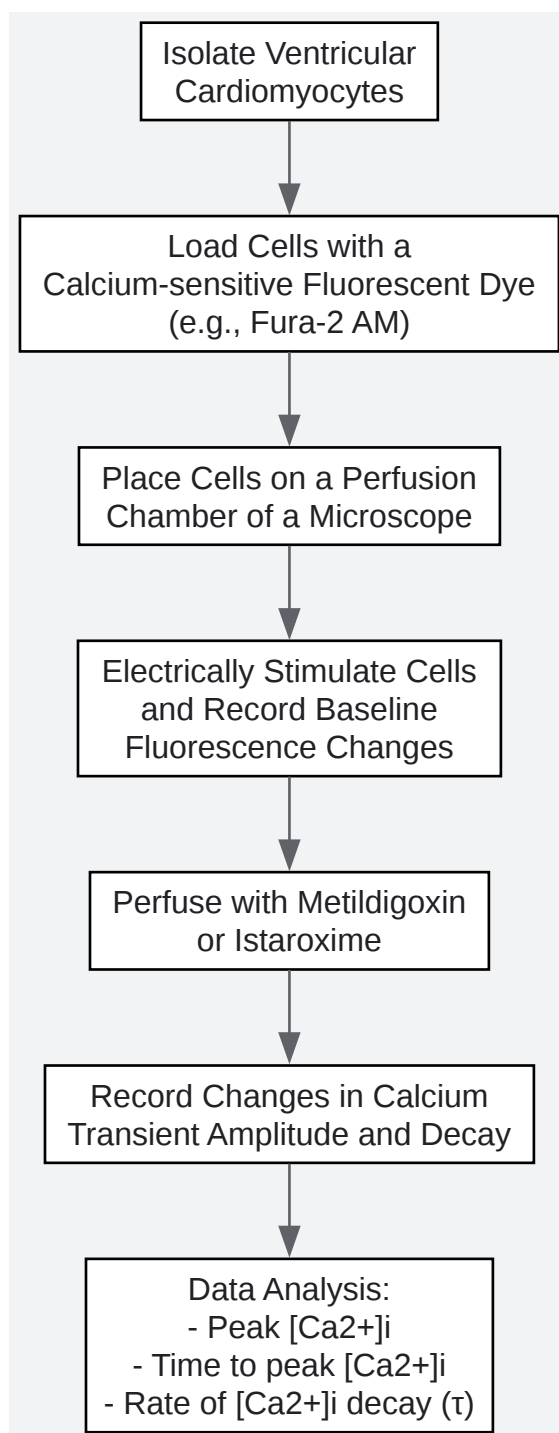 Isolate Ventricular
Cardiomyocytes
Load Cells with a
Calcium-sensitive Fluorescent Dye
(e.g., Fura-2 AM)
Place Cells on a Perfusion
Chamber of a Microscope
Electrically Stimulate Cells
and Record Baseline
Fluorescence Changes
Perfuse with Metildigoxin
or Istaroxime
Record Changes in Calcium
Transient Amplitude and Decay
Data Analysis:
- Peak [Ca2+]i
- Time to peak [Ca2+]i
- Rate of [Ca2+]i decay (τ)